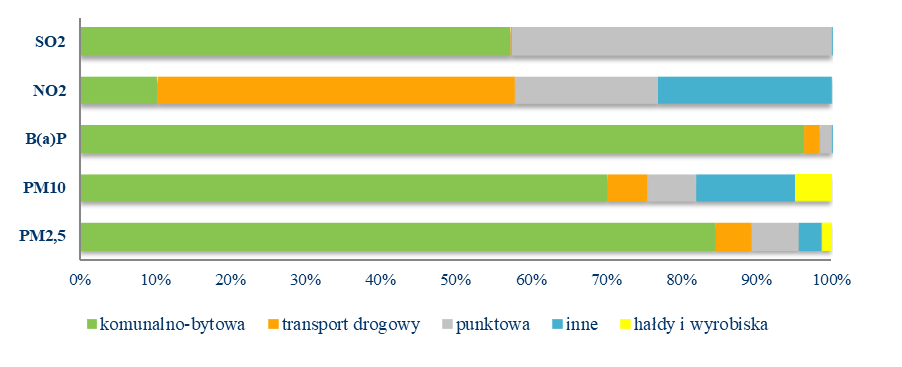 SO2
NO2
B(a)P
PM10
PM2,5
0% 10% 20% 30% 40% 50% 60% 70% 80% 90% 100%
komunalno-bytowa transport drogowy punktowa inne hałdy i wyrobiska